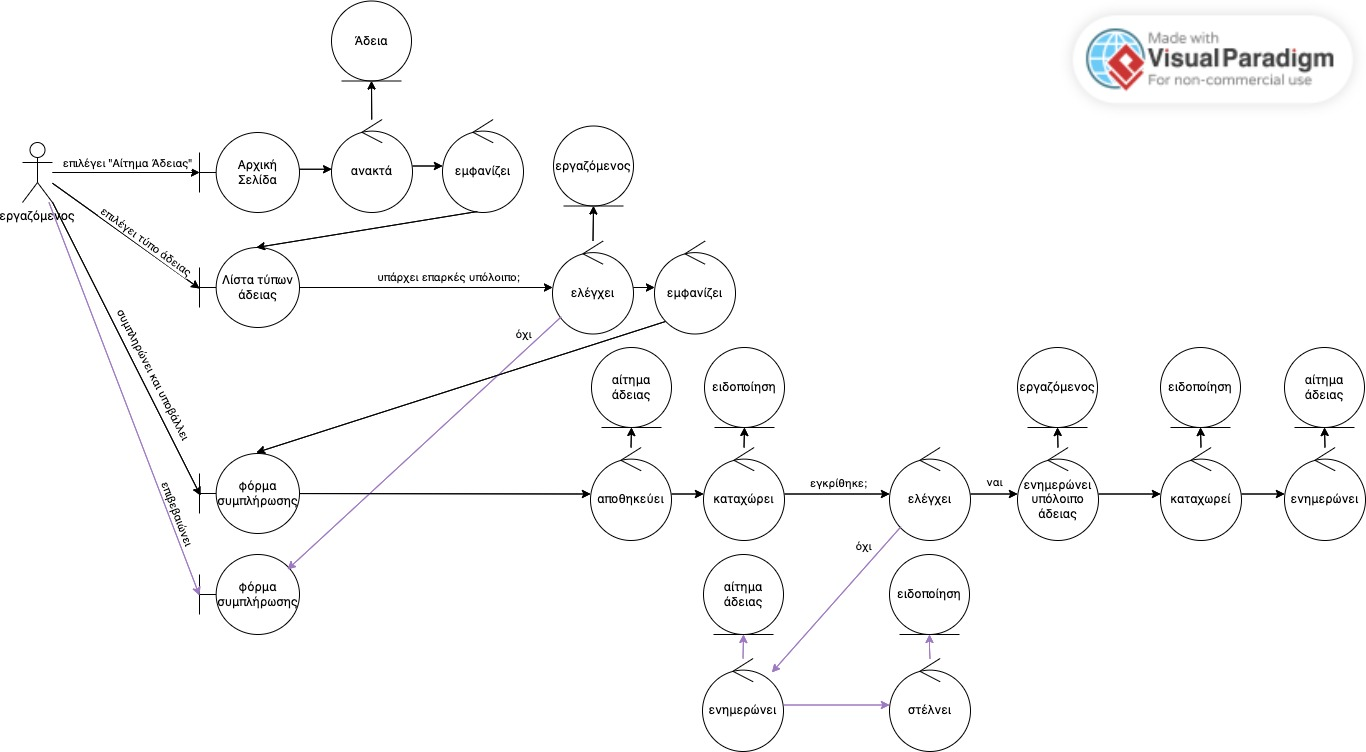 Άδεια
Made with
Visual Paradigm
For non-commercial use
επιλέγει "Αίτημα Άδειας"
Αρχική
Σελίδα
ανακτά
εμφανίζει
εργαζόμενος
εργαζόμενος
επιλέγει τύπο άδειας
Λίστα τύπων
άδειας
υπάρχει επαρκές υπόλοιπο;
ελέγχει
εμφανίζει
όχι
συμπληρώνει και υποβάλλει
αίτημα
άδειας
ειδοποίηση
εργαζόμενος
ειδοποίηση
αίτημα
άδειας
φόρμα
συμπλήρωσης
αποθηκεύει
καταχώρει
εγκρίθηκε;
ελέγχει
ναι
ενημερώνει
υπόλοιπο
άδειας
καταχωρεί
ενημερώνει
επιβεβαιώνει
όχι
φόρμα
συμπλήρωσης
αίτημα
άδειας
ειδοποίηση
ενημερώνει
στέλνει